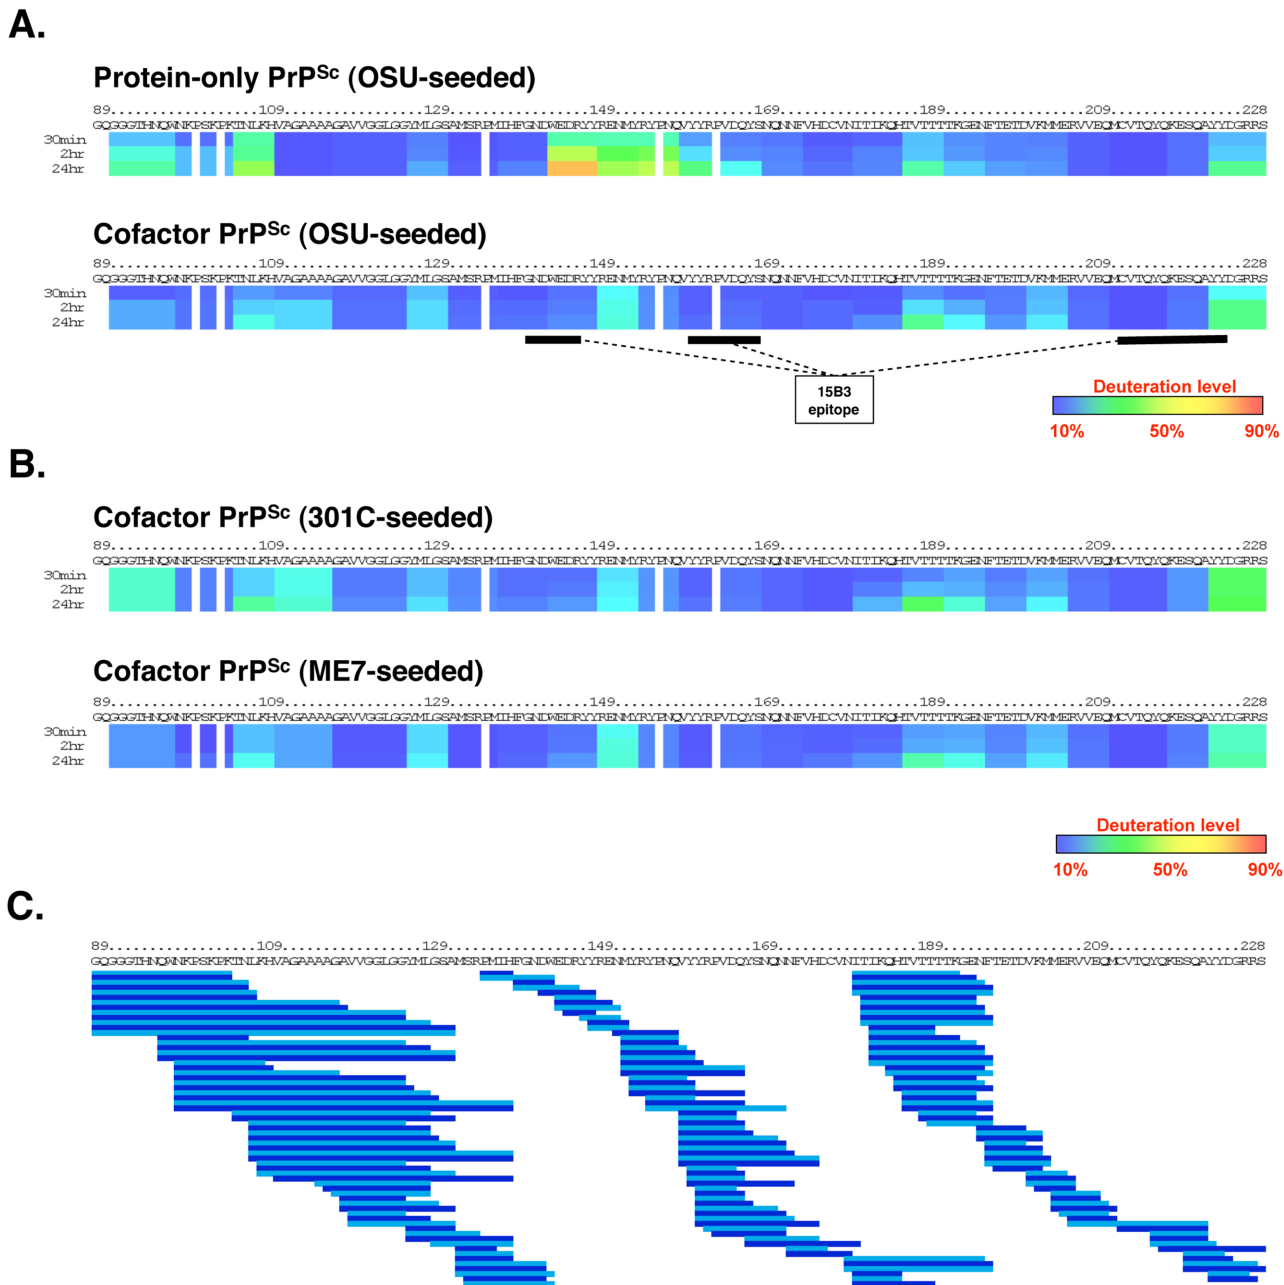 A.
Protein-only PrPSc (OSU-seeded)
89..................109.................129.................149.................169.................189.................209................228
GQGGGTHNQWNKPSKPKTNLKHVAGAAAAGAVVGGLGGYMLGSAMSRPMIHFGNDWEDRYYRENMYRYPNQVYYRPVDQYSNQNNFVHDCVNITIKQHTVTTTTKGENFTETDVKMMERVVEQMCVTQYQKESQAYYDGRRS
30min
2hr
24hr
Cofactor PrPSc (OSU-seeded)
89..................109.................129.................149.................169.................189.................209................228
GQGGGTHNQWNKPSKPKTNLKHVAGAAAAGAVVGGLGGYMLGSAMSRPMIHFGNDWEDRYYRENMYRYPNQVYYRPVDQYSNQNNFVHDCVNITIKQHTVTTTTKGENFTETDVKMMERVVEQMCVTQYQKESQAYYDGRRS
30min
2hr
24hr
15B3
epitope
Deuteration level
10% 50% 90%
B.
Cofactor PrPSc (301C-seeded)
89..................109.................129.................149.................169.................189.................209................228
GQGGGTHNQWNKPSKPKTNLKHVAGAAAAGAVVGGLGGYMLGSAMSRPMIHFGNDWEDRYYRENMYRYPNQVYYRPVDQYSNQNNFVHDCVNITIKQHTVTTTTKGENFTETDVKMMERVVEQMCVTQYQKESQAYYDGRRS
30min
2hr
24hr
Cofactor PrPSc (ME7-seeded)
89..................109.................129.................149.................169.................189.................209................228
GQGGGTHNQWNKPSKPKTNLKHVAGAAAAGAVVGGLGGYMLGSAMSRPMIHFGNDWEDRYYRENMYRYPNQVYYRPVDQYSNQNNFVHDCVNITIKQHTVTTTTKGENFTETDVKMMERVVEQMCVTQYQKESQAYYDGRRS
30min
2hr
24hr
Deuteration level
10% 50% 90%
C.
89..................109.................129.................149.................169.................189.................209................228
GQGGGTHNQWNKPSKPKTNLKHVAGAAAAGAVVGGLGGYMLGSAMSRPMIHFGNDWEDRYYRENMYRYPNQVYYRPVDQYSNQNNFVHDCVNITIKQHTVTTTTKGENFTETDVKMMERVVEQMCVTQYQKESQAYYDGRRS